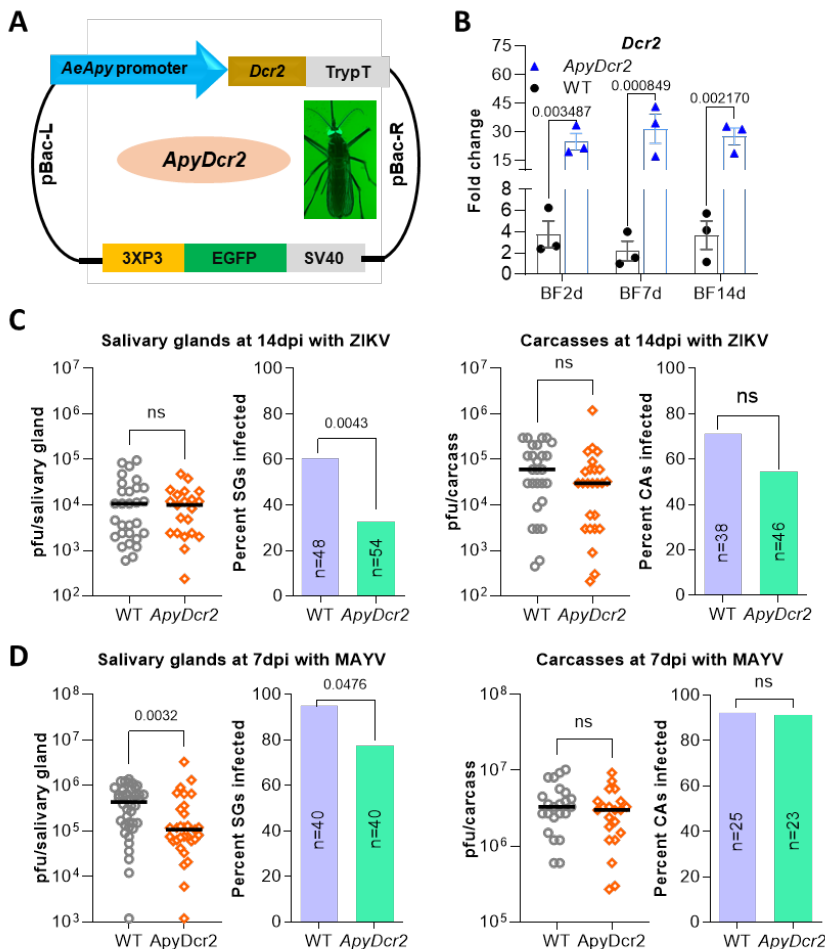 A
AeApy promoter
Dcr2
TrypT
pBac-L
pBac-R
ApyDcr2
3XP3
EGFP
SV40
B
Dcr2
ApyDcr2
WT
Fold change
75
60
45
30
15
8
6
4
2
0
0.003487
0.000849
0.002170
BF2d
BF7d
BF14d
C
Salivary glands at 14dpi with ZIKV
pfu/salivary gland
10⁷
10⁶
10⁵
10⁴
10³
10²
ns
WT
ApyDcr2
Percent SGs infected
100
80
60
40
20
0
0.0043
n=48
n=54
WT
ApyDcr2
Carcasses at 14dpi with ZIKV
pfu/carcass
10⁷
10⁶
10⁵
10⁴
10³
10²
ns
WT
ApyDcr2
Percent CAs infected
100
80
60
40
20
0
ns
n=38
n=46
WT
ApyDcr2
D
Salivary glands at 7dpi with MAYV
pfu/salivary gland
10⁸
10⁷
10⁶
10⁵
10⁴
10³
0.0032
WT
ApyDcr2
Percent SGs infected
100
80
60
40
20
0
0.0476
n=40
n=40
WT
ApyDcr2
Carcasses at 7dpi with MAYV
pfu/carcass
10⁸
10⁷
10⁶
10⁵
ns
WT
ApyDcr2
Percent CAs infected
100
80
60
40
20
0
ns
n=25
n=23
WT
ApyDcr2